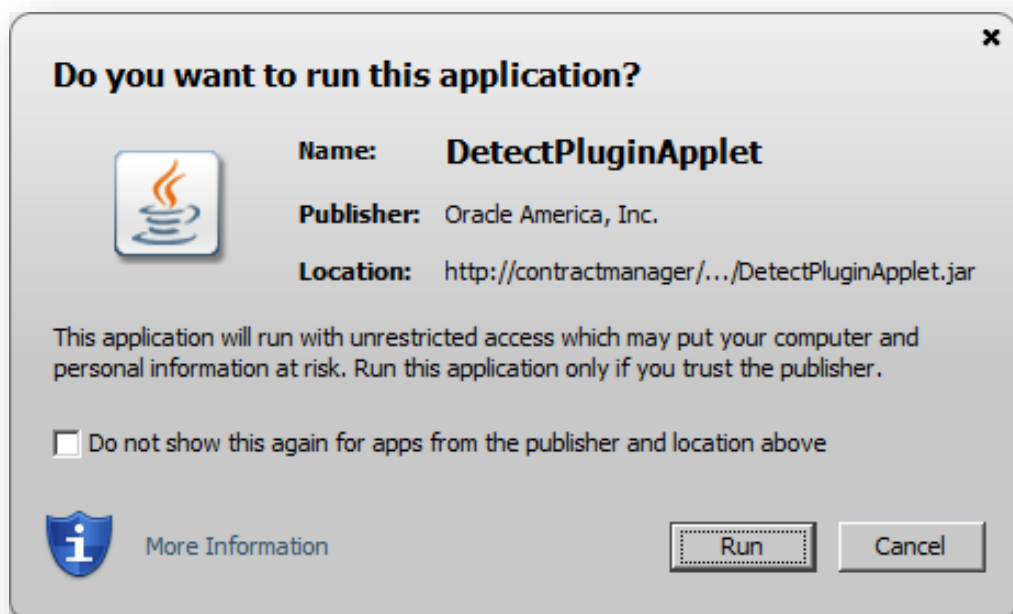 Do you want to run this application?
Name: DetectPluginApplet
Publisher: Oracle America, Inc.
Location: http://contractmanager/.../DetectPluginApplet.jar
This application will run with unrestricted access which may put your computer and
personal information at risk. Run this application only if you trust the publisher.
Do not show this again for apps from the publisher and location above
More Information Run Cancel